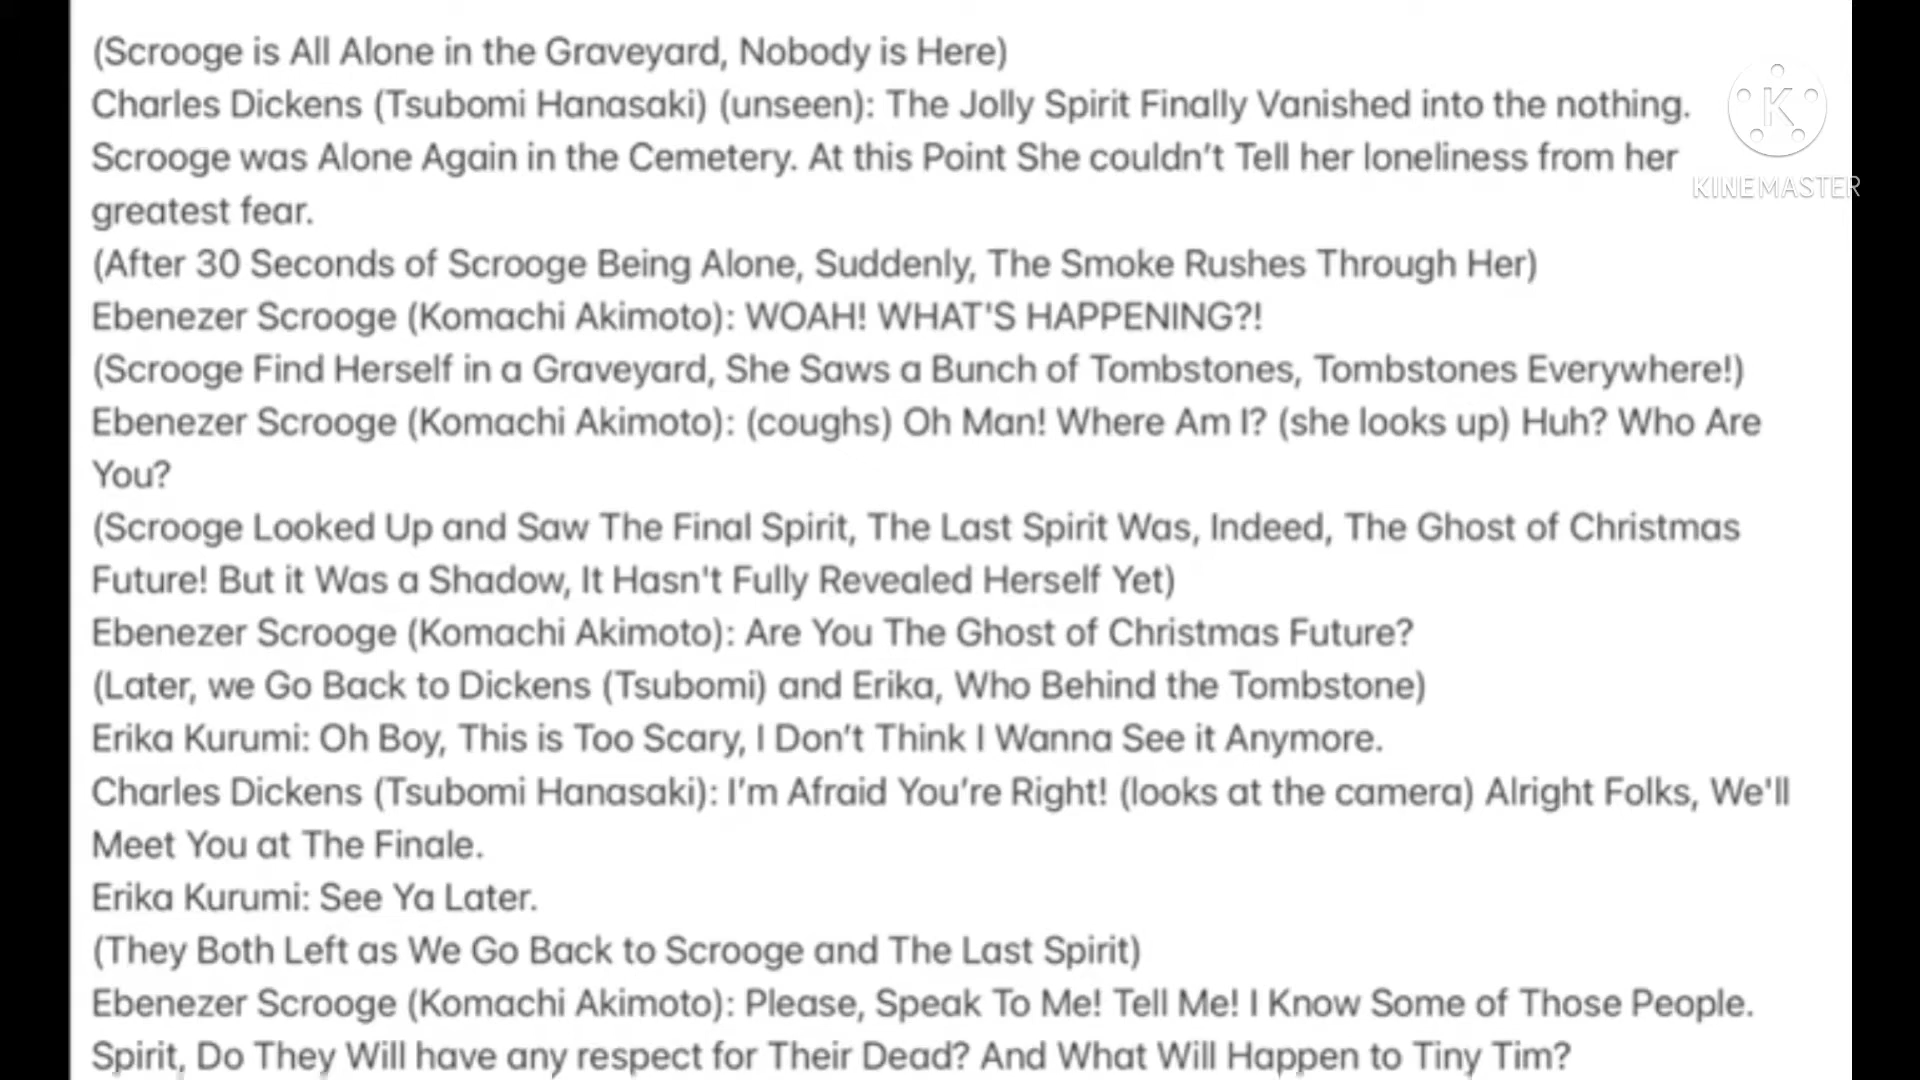 (Scrooge is All Alone in the Graveyard, Nobody is Here)
Charles Dickens (Tsubomi Hanasaki) (unseen): The Jolly Spirit Finally Vanished into the nothing.
Scrooge was Alone Again in the Cemetery. At this Point She couldn’t Tell her loneliness from her
greatest fear.
(After 30 Seconds of Scrooge Being Alone, Suddenly, The Smoke Rushes Through Her)
Ebenezer Scrooge (Komachi Akimoto): WOAH! WHAT'S HAPPENING?!
(Scrooge Find Herself in a Graveyard, She Saws a Bunch of Tombstones, Tombstones Everywhere!)
Ebenezer Scrooge (Komachi Akimoto): (coughs) Oh Man! Where Am I? (she looks up) Huh? Who Are
You?
(Scrooge Looked Up and Saw The Final Spirit, The Last Spirit Was, Indeed, The Ghost of Christmas
Future! But it Was a Shadow, It Hasn't Fully Revealed Herself Yet)
Ebenezer Scrooge (Komachi Akimoto): Are You The Ghost of Christmas Future?
(Later, we Go Back to Dickens (Tsubomi) and Erika, Who Behind the Tombstone)
Erika Kurumi: Oh Boy, This is Too Scary, I Don’t Think I Wanna See it Anymore.
Charles Dickens (Tsubomi Hanasaki): I’m Afraid You’re Right! (looks at the camera) Alright Folks, We'll
Meet You at The Finale.
Erika Kurumi: See Ya Later.
(They Both Left as We Go Back to Scrooge and The Last Spirit)
Ebenezer Scrooge (Komachi Akimoto): Please, Speak To Me! Tell Me! I Know Some of Those People.
Spirit, Do They Will have any respect for Their Dead? And What Will Happen to Tiny Tim?
K
KINEMASTER